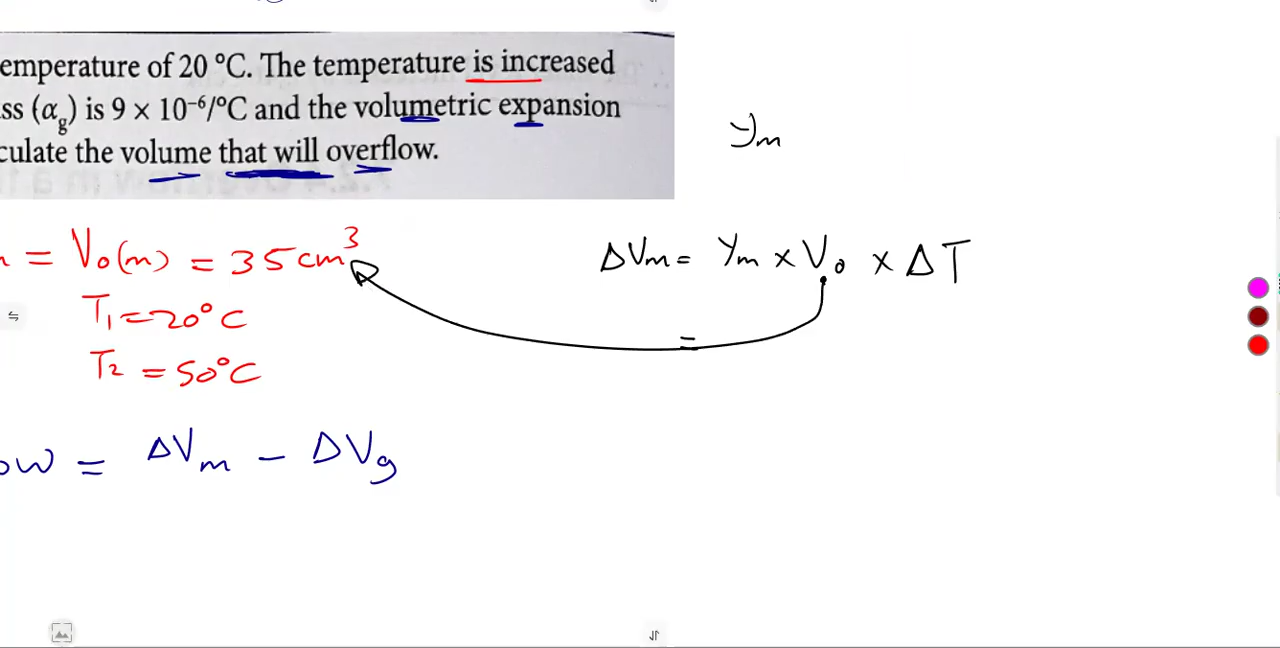 emperature of 20 °C. The temperature is increased
ss (αg) is 9 × 10⁻⁶/°C and the volumetric expansion
culate the volume that will overflow.
γm
= V₀(m) = 35 cm³
T₁ = 20°C
T₂ = 50°C
ΔVm = γm × V₀ × ΔT
=
ow = ΔVm − ΔVg